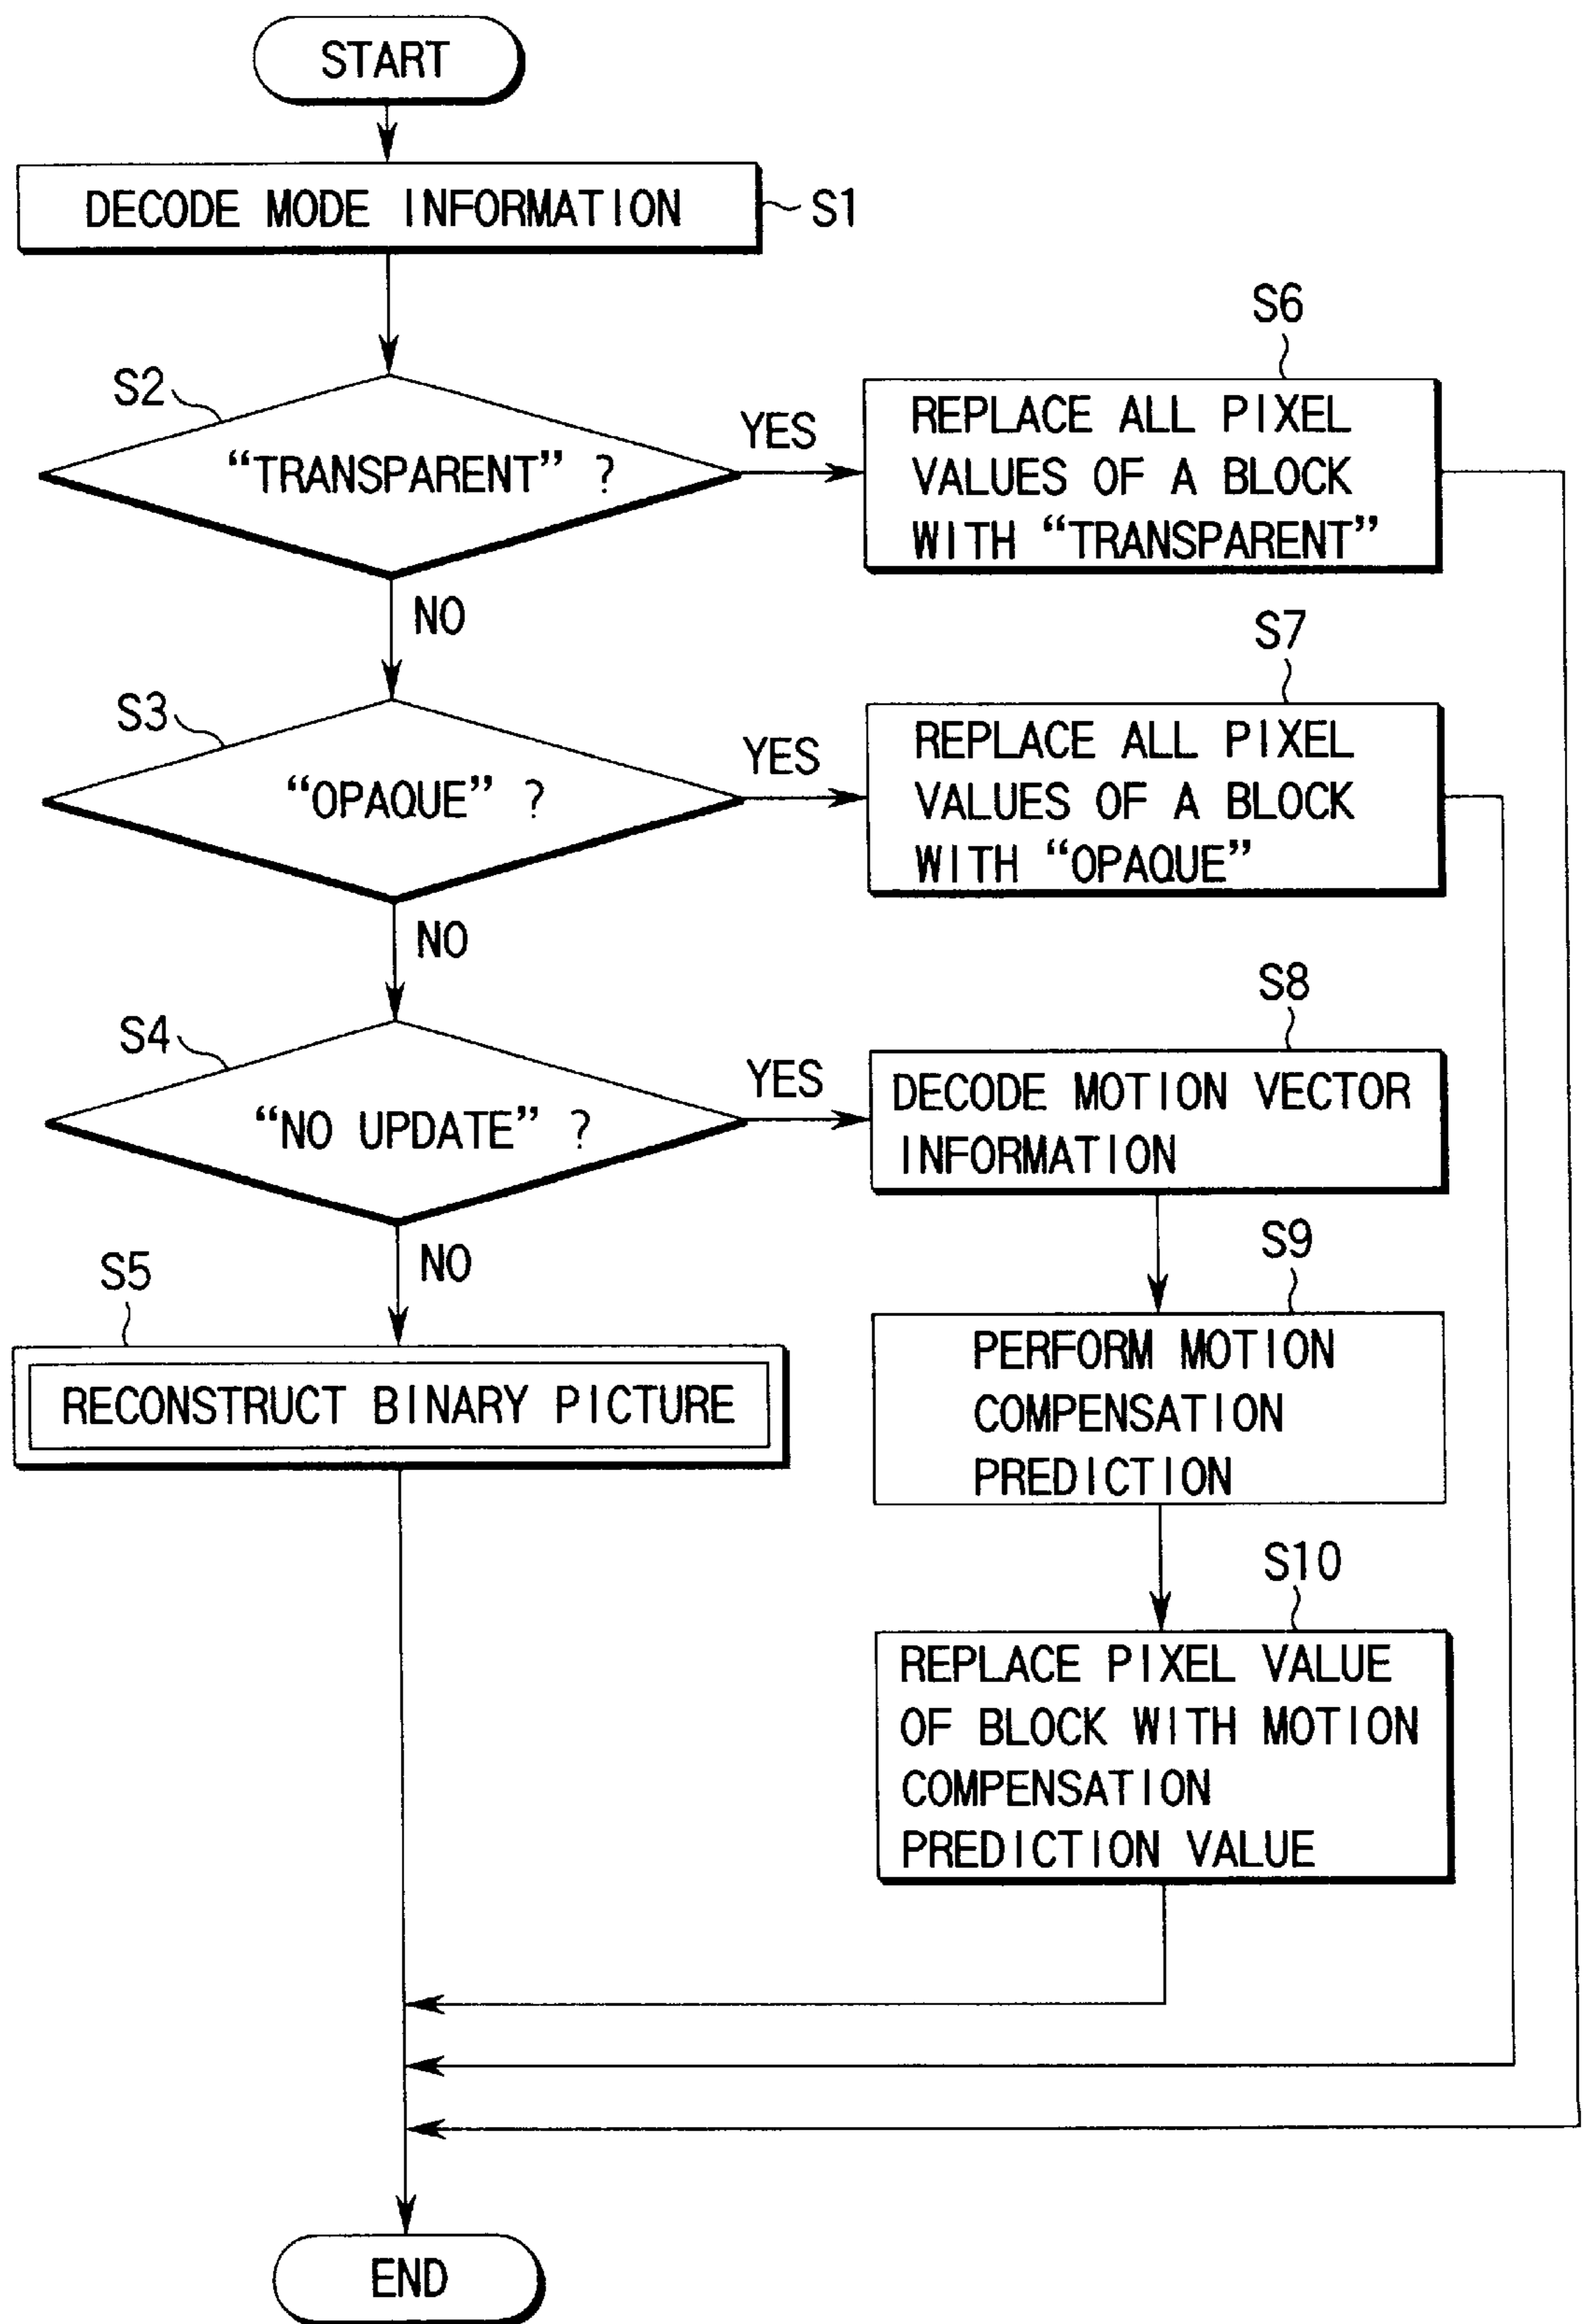 START
DECODE MODE INFORMATION
S1
S2
"TRANSPARENT" ?
YES
S6
REPLACE ALL PIXEL
VALUES OF A BLOCK
WITH "TRANSPARENT"
NO
S3
"OPAQUE" ?
YES
S7
REPLACE ALL PIXEL
VALUES OF A BLOCK
WITH "OPAQUE"
NO
S4
"NO UPDATE" ?
YES
S8
DECODE MOTION VECTOR
INFORMATION
NO
S5
RECONSTRUCT BINARY PICTURE
S9
PERFORM MOTION
COMPENSATION
PREDICTION
S10
REPLACE PIXEL VALUE
OF BLOCK WITH MOTION
COMPENSATION
PREDICTION VALUE
END